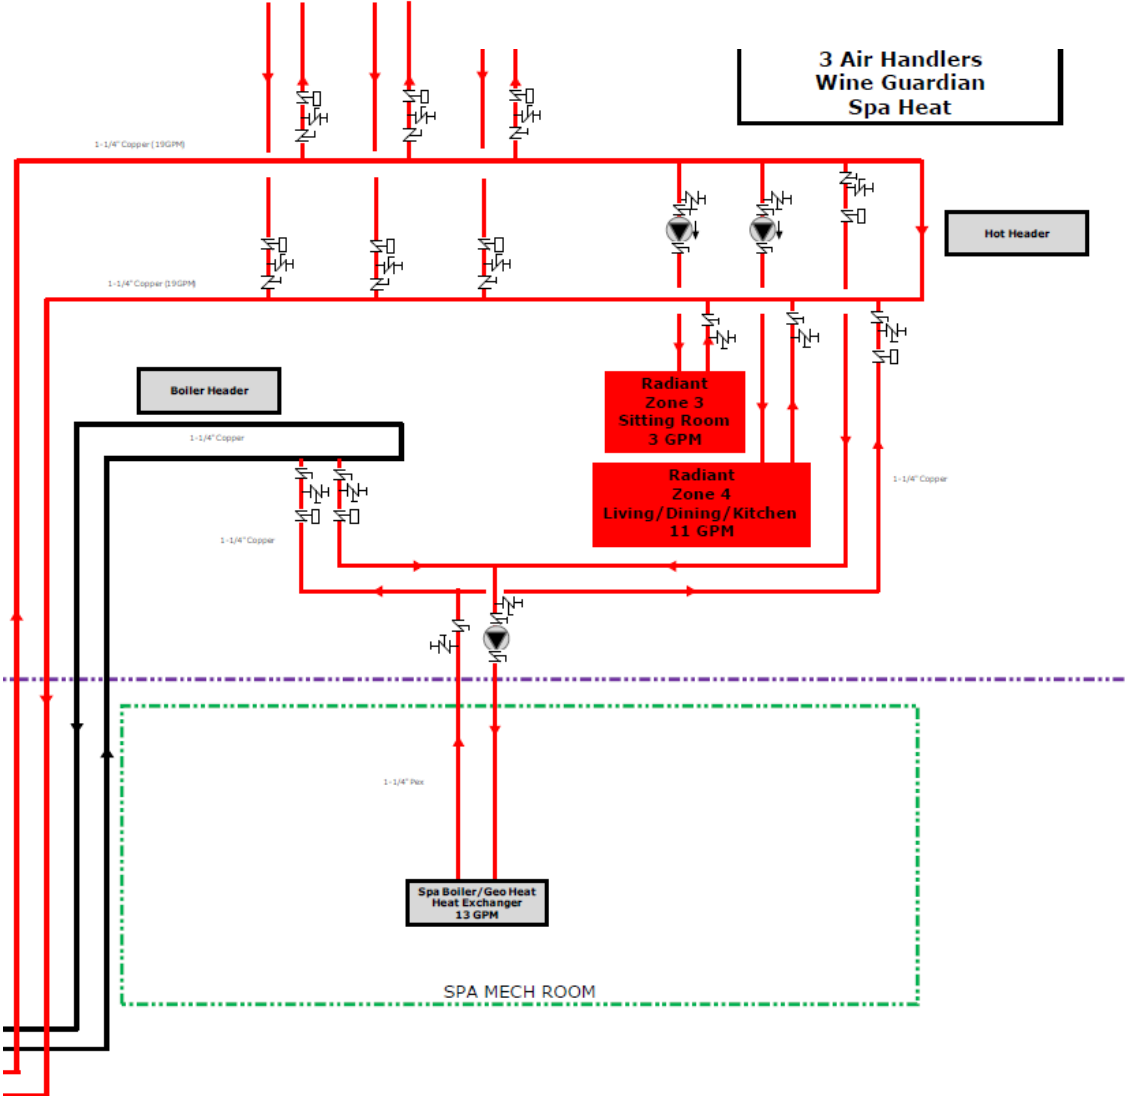 3 Air Handlers
Wine Guardian
Spa Heat
1-1/4" Copper (19GPM)
Hot Header
1-1/4" Copper (19GPM)
Boiler Header
Radiant
Zone 3
Sitting Room
3 GPM
1-1/4" Copper
Radiant
Zone 4
Living/Dining/Kitchen
11 GPM
1-1/4" Copper
1-1/4" Copper
1-1/4" Pex
Spa Boiler/Geo Heat
Heat Exchanger
13 GPM
SPA MECH ROOM